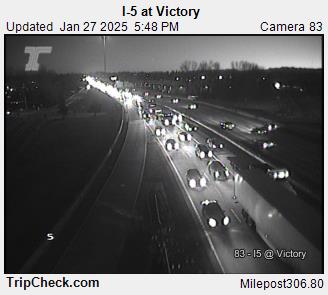 I-5 at Victory
Updated  Jan 27 2025  5:48 PM  Camera 83
T
S
83 - I5 @ Victory
TripCheck.com  Milepost306.80